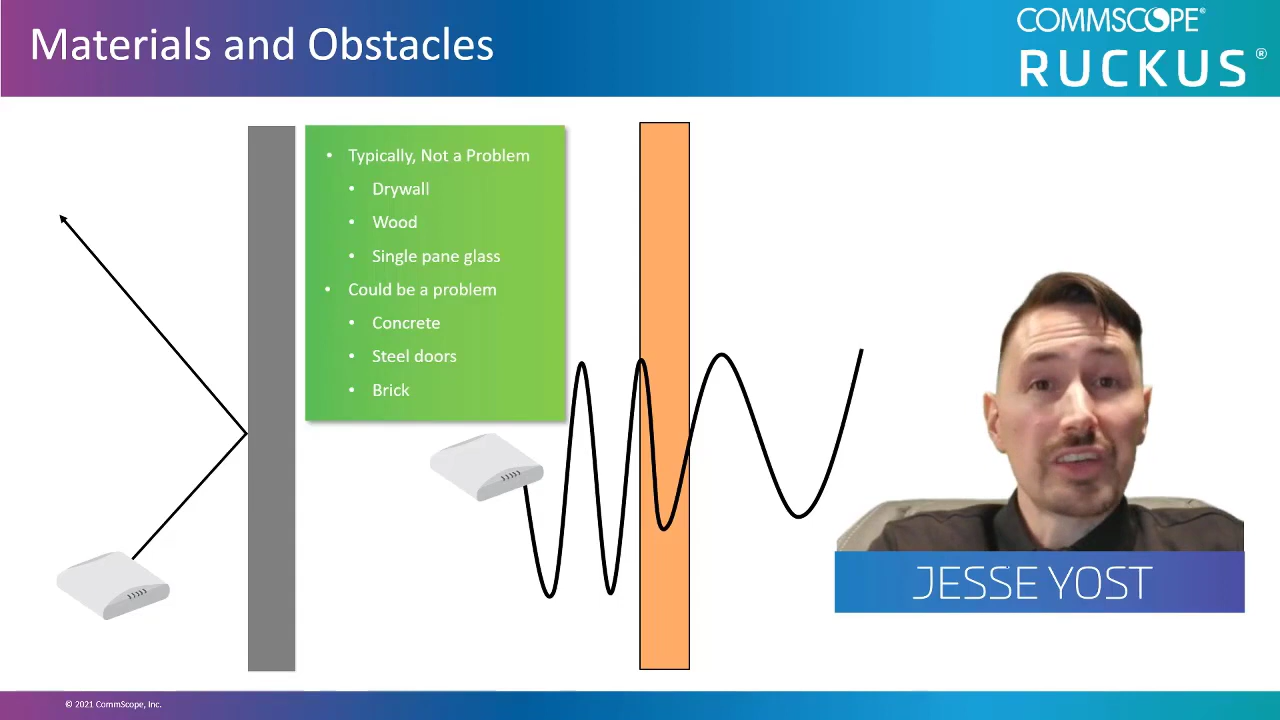 Materials and Obstacles
COMMSCOPE®
RUCKUS®
• Typically, Not a Problem
• Drywall
• Wood
• Single pane glass
• Could be a problem
• Concrete
• Steel doors
• Brick
JESSE YOST
© 2021 CommScope, Inc.